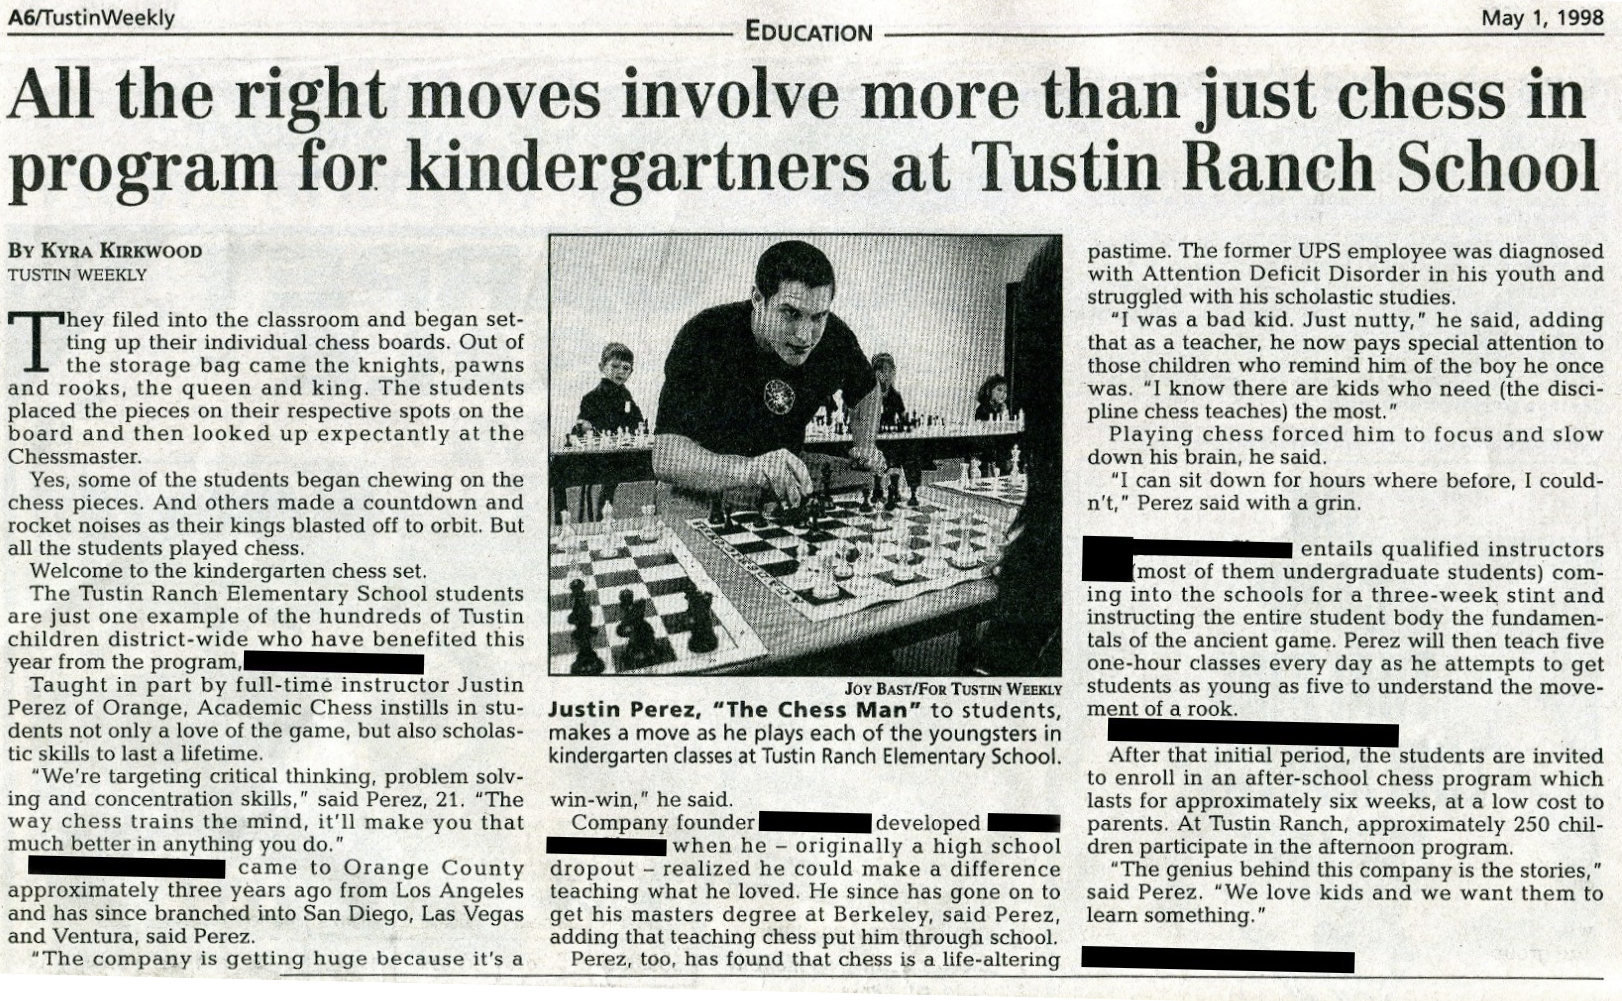 A6/TustinWeekly
EDUCATION
May 1, 1998
All the right moves involve more than just chess in
program for kindergartners at Tustin Ranch School
BY KYRA KIRKWOOD
TUSTIN WEEKLY
They filed into the classroom and began set-
ting up their individual chess boards. Out of
the storage bag came the knights, pawns
and rooks, the queen and king. The students
placed the pieces on their respective spots on the
board and then looked up expectantly at the
Chessmaster.
Yes, some of the students began chewing on the
chess pieces. And others made a countdown and
rocket noises as their kings blasted off to orbit. But
all the students played chess.
Welcome to the kindergarten chess set.
The Tustin Ranch Elementary School students
are just one example of the hundreds of Tustin
children district-wide who have benefited this
year from the program,
Taught in part by full-time instructor Justin
Perez of Orange, Academic Chess instills in stu-
dents not only a love of the game, but also scholas-
tic skills to last a lifetime.
"We're targeting critical thinking, problem solv-
ing and concentration skills," said Perez, 21. "The
way chess trains the mind, it'll make you that
much better in anything you do."
came to Orange County
approximately three years ago from Los Angeles
and has since branched into San Diego, Las Vegas
and Ventura, said Perez.
"The company is getting huge because it's a
JOY BAST/FOR TUSTIN WEEKLY
Justin Perez, "The Chess Man" to students,
makes a move as he plays each of the youngsters in
kindergarten classes at Tustin Ranch Elementary School.
win-win," he said.
Company founder developed
when he – originally a high school
dropout – realized he could make a difference
teaching what he loved. He since has gone on to
get his masters degree at Berkeley, said Perez,
adding that teaching chess put him through school.
Perez, too, has found that chess is a life-altering
pastime. The former UPS employee was diagnosed
with Attention Deficit Disorder in his youth and
struggled with his scholastic studies.
"I was a bad kid. Just nutty," he said, adding
that as a teacher, he now pays special attention to
those children who remind him of the boy he once
was. "I know there are kids who need (the disci-
pline chess teaches) the most."
Playing chess forced him to focus and slow
down his brain, he said.
"I can sit down for hours where before, I could-
n't," Perez said with a grin.
entails qualified instructors
(most of them undergraduate students) com-
ing into the schools for a three-week stint and
instructing the entire student body the fundamen-
tals of the ancient game. Perez will then teach five
one-hour classes every day as he attempts to get
students as young as five to understand the move-
ment of a rook.
After that initial period, the students are invited
to enroll in an after-school chess program which
lasts for approximately six weeks, at a low cost to
parents. At Tustin Ranch, approximately 250 chil-
dren participate in the afternoon program.
"The genius behind this company is the stories,"
said Perez. "We love kids and we want them to
learn something."